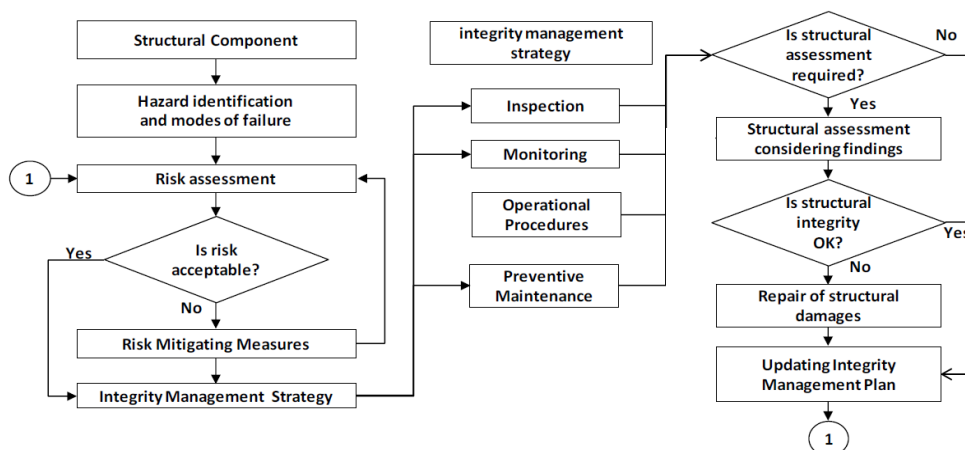 Structural Component
Hazard identification
and modes of failure
1
Risk assessment
Yes
Is risk
acceptable?
No
Risk Mitigating Measures
Integrity Management Strategy
integrity management
strategy
Inspection
Monitoring
Operational
Procedures
Preventive
Maintenance
Is structural
assessment
required?
No
Yes
Structural assessment
considering findings
Is structural
integrity
OK?
Yes
No
Repair of structural
damages
Updating Integrity
Management Plan
1